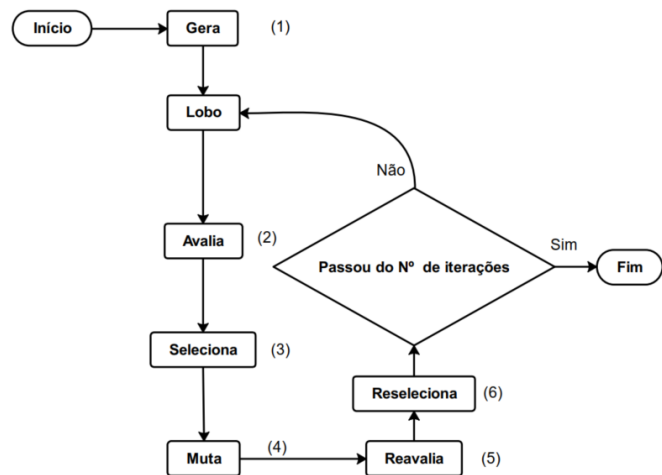 Início
Gera (1)
Lobo
Não
Avalia (2)
Passou do Nº de iterações
Sim
Fim
Seleciona (3)
Reseleciona (6)
Muta (4)
Reavalia (5)